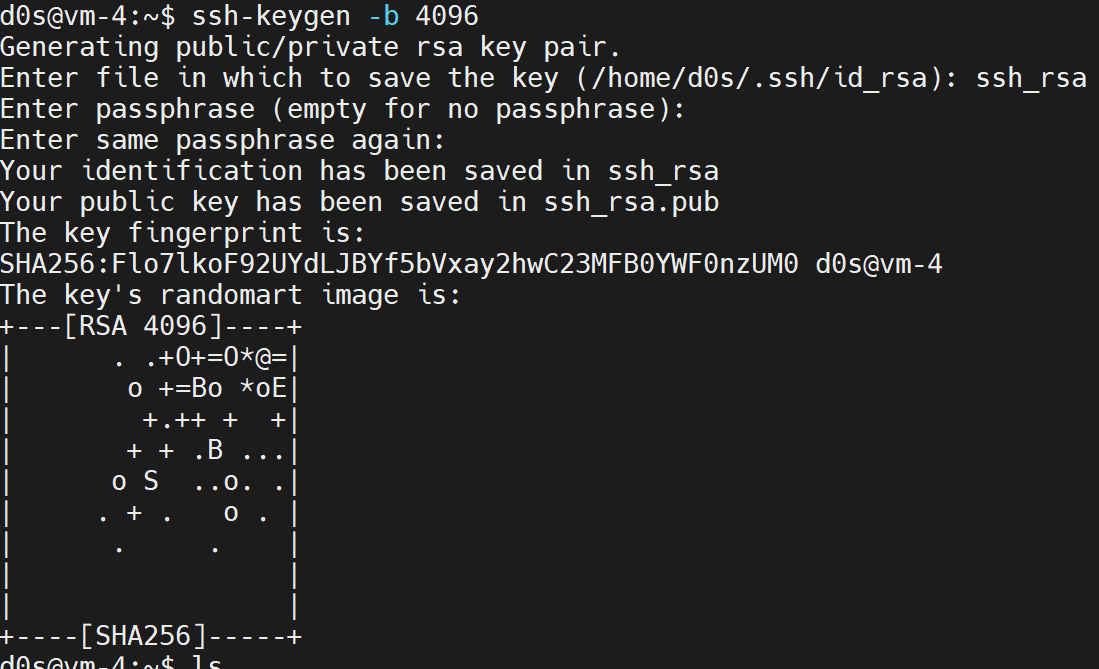 d0s@vm-4:~$ ssh-keygen -b 4096
Generating public/private rsa key pair.
Enter file in which to save the key (/home/d0s/.ssh/id_rsa): ssh_rsa
Enter passphrase (empty for no passphrase):
Enter same passphrase again:
Your identification has been saved in ssh_rsa
Your public key has been saved in ssh_rsa.pub
The key fingerprint is:
SHA256:Flo7lkoF92UYdLJBYf5bVxay2hwC23MFB0YWF0nzUM0 d0s@vm-4
The key's randomart image is:
+---[RSA 4096]----+
|      . .+O+=O*@=|
|       o +=Bo *oE|
|        +.++ +  +|
|       + + .B ...|
|      o S  ..o. .|
|     . + .   o . |
|      .     .    |
|                 |
|                 |
+----[SHA256]-----+
d0s@vm-4:~$ ls